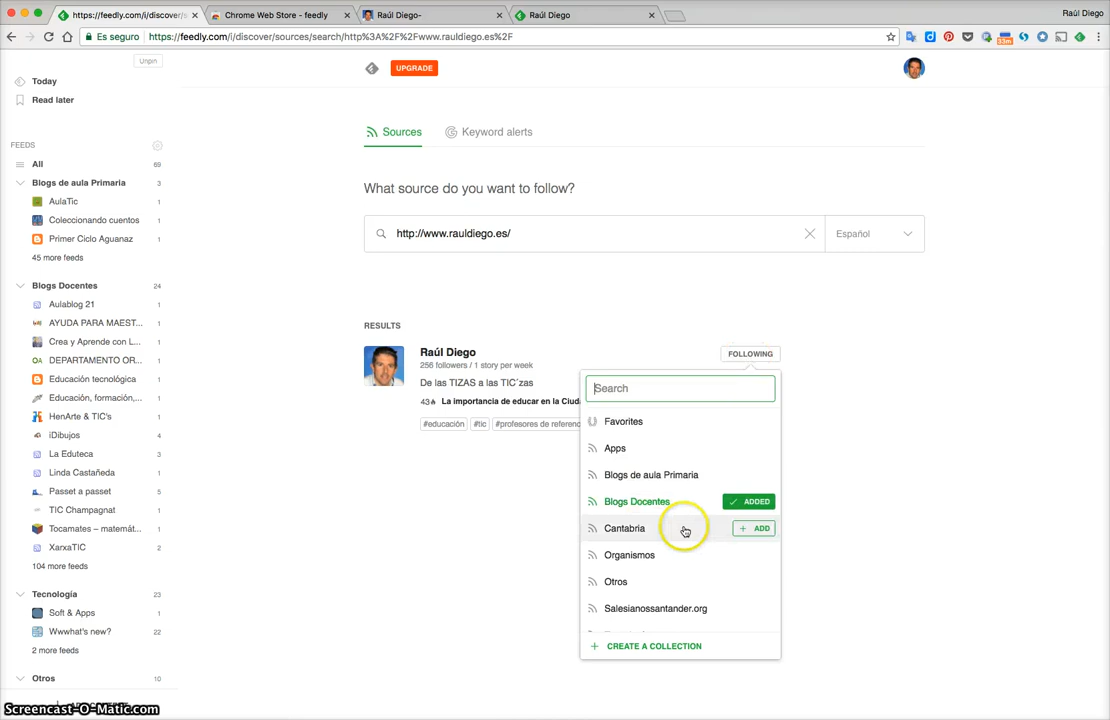 https://feedly.com/i/discover/s
Chrome Web Store - feedly
Raúl Diego-
Raúl Diego
Raúl Diego
Es seguro
https://feedly.com/i/discover/sources/search/http%3A%2F%2Fwww.rauldiego.es%2F
Unpin
Today
Read later
UPGRADE
FEEDS
All 69
Blogs de aula Primaria 3
AulaTic 1
Coleccionando cuentos 1
Primer Ciclo Aguanaz 1
45 more feeds
Blogs Docentes 24
Aulablog 21 1
AYUDA PARA MAEST... 1
Crea y Aprende con L... 1
DEPARTAMENTO OR... 1
Educación tecnológica 1
Educación, formación,... 1
HenArte & TIC's 1
iDibujos 4
La Eduteca 3
Linda Castañeda 1
Passet a passet 5
TIC Champagnat 1
Tocamates – matemát... 1
XarxaTIC 2
104 more feeds
Tecnología 23
Soft & Apps 1
Wwwhat's new? 22
2 more feeds
Otros 10
Sources
Keyword alerts
What source do you want to follow?
http://www.rauldiego.es/
Español
RESULTS
Raúl Diego
256 followers / 1 story per week
De las TIZAS a las TIC´zas
43 La importancia de educar en la Ciuda
#educación #tic #profesores de referenc
FOLLOWING
Search
Favorites
Apps
Blogs de aula Primaria
Blogs Docentes ADDED
Cantabria + ADD
Organismos
Otros
Salesianossantander.org
+ CREATE A COLLECTION
Screencast-O-Matic.com